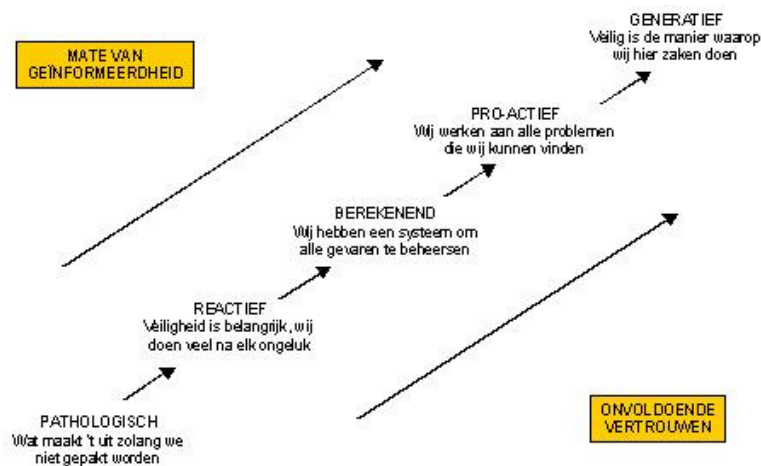 GENERATIEF
Veilig is de manier waarop
wij hier zaken doen
MATE VAN
GEÏNFORMEERDHEID
PRO-ACTIEF
Wij werken aan alle problemen
die wij kunnen vinden
BEREKENEND
Wij hebben een systeem om
alle gevaren te beheersen
REACTIEF
Veiligheid is belangrijk, wij
doen veel na elk ongeluk
PATHOLOGISCH
Wat maakt 't uit zolang we
niet gepakt worden
ONVOLDOENDE
VERTROUWEN